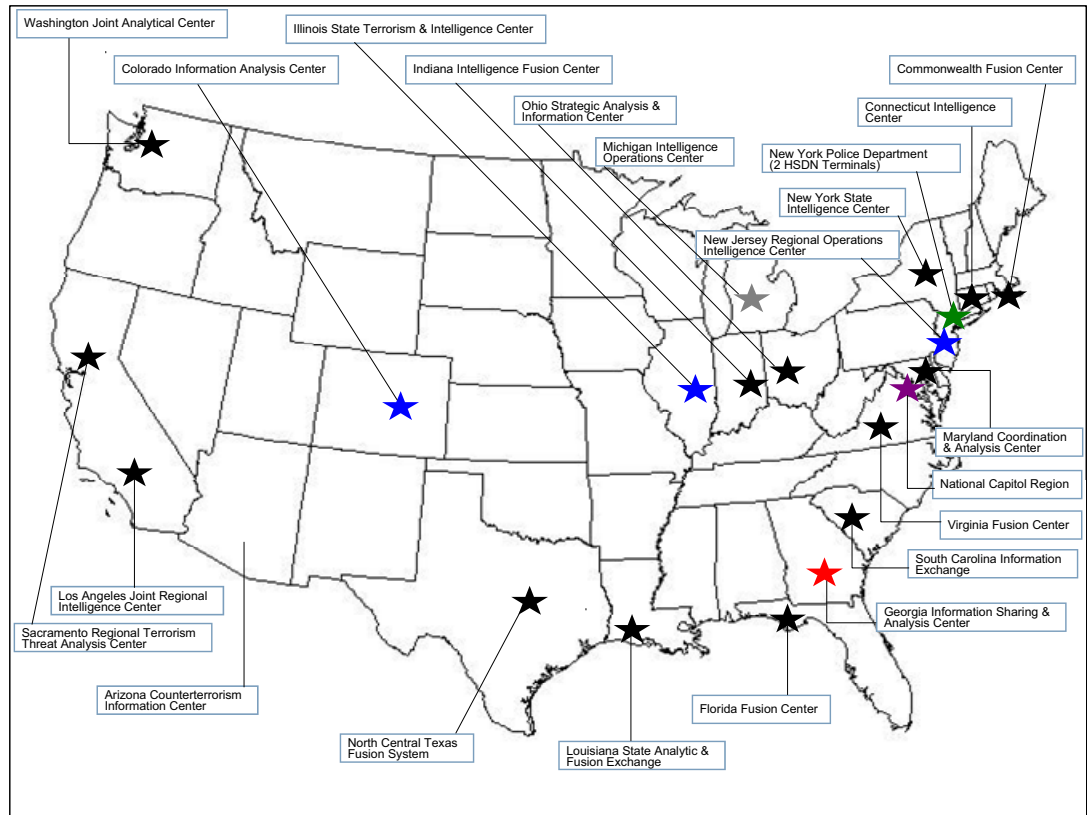 Washington Joint Analytical Center
Illinois State Terrorism & Intelligence Center
Colorado Information Analysis Center
Indiana Intelligence Fusion Center
Commonwealth Fusion Center
Ohio Strategic Analysis &
Information Center
Connecticut Intelligence
Center
Michigan Intelligence
Operations Center
New York Police Department
(2 HSDN Terminals)
New York State
Intelligence Center
New Jersey Regional Operations
Intelligence Center
Maryland Coordination
& Analysis Center
National Capitol Region
Virginia Fusion Center
South Carolina Information
Exchange
Los Angeles Joint Regional
Intelligence Center
Georgia Information Sharing &
Analysis Center
Sacramento Regional Terrorism
Threat Analysis Center
Arizona Counterterrorism
Information Center
Florida Fusion Center
North Central Texas
Fusion System
Louisiana State Analytic &
Fusion Exchange